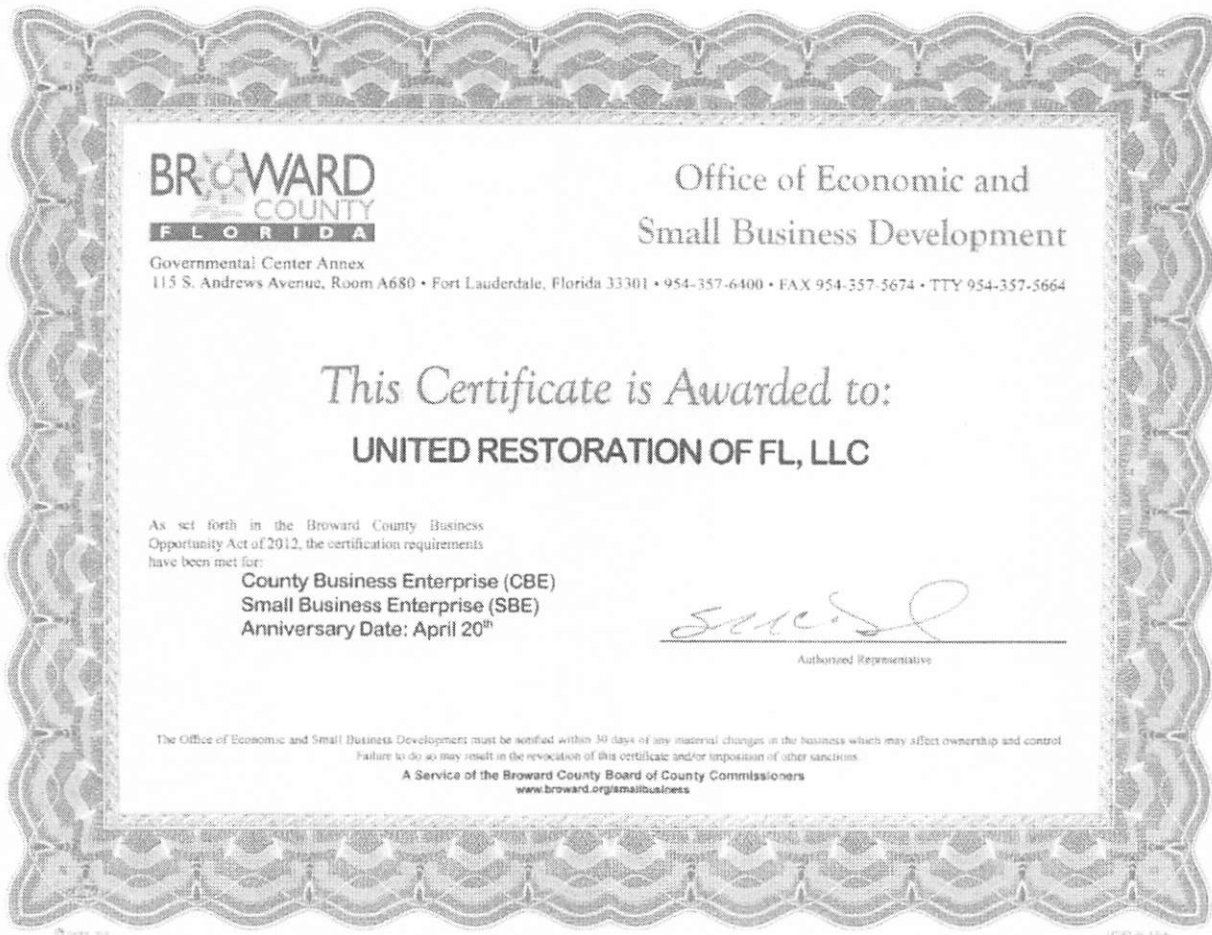 BROWARD
COUNTY
FLORIDA
Office of Economic and
Small Business Development
Governmental Center Annex
115 S. Andrews Avenue, Room A680 • Fort Lauderdale, Florida 33301 • 954-357-6400 • FAX 954-357-5674 • TTY 954-357-5664
This Certificate is Awarded to:
UNITED RESTORATION OF FL, LLC
As set forth in the Broward County Business
Opportunity Act of 2012, the certification requirements
have been met for:
County Business Enterprise (CBE)
Small Business Enterprise (SBE)
Anniversary Date: April 20th
Authorized Representative
The Office of Economic and Small Business Development must be notified within 30 days of any material changes in the business which may affect ownership and control
Failure to do so may result in the revocation of this certificate and/or imposition of other sanctions
A Service of the Broward County Board of County Commissioners
www.broward.org/smallbusiness